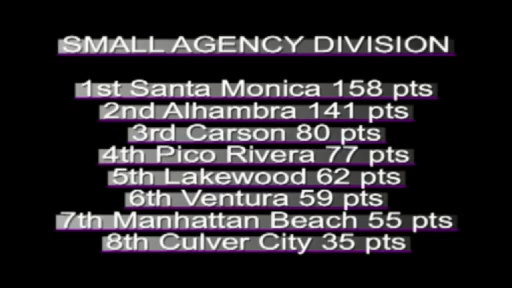 SMALL AGENCY DIVISION
1st Santa Monica 158 pts
2nd Alhambra 141 pts
3rd Carson 80 pts
4th Pico Rivera 77 pts
5th Lakewood 62 pts
6th Ventura 59 pts
7th Manhattan Beach 55 pts
8th Culver City 35 pts